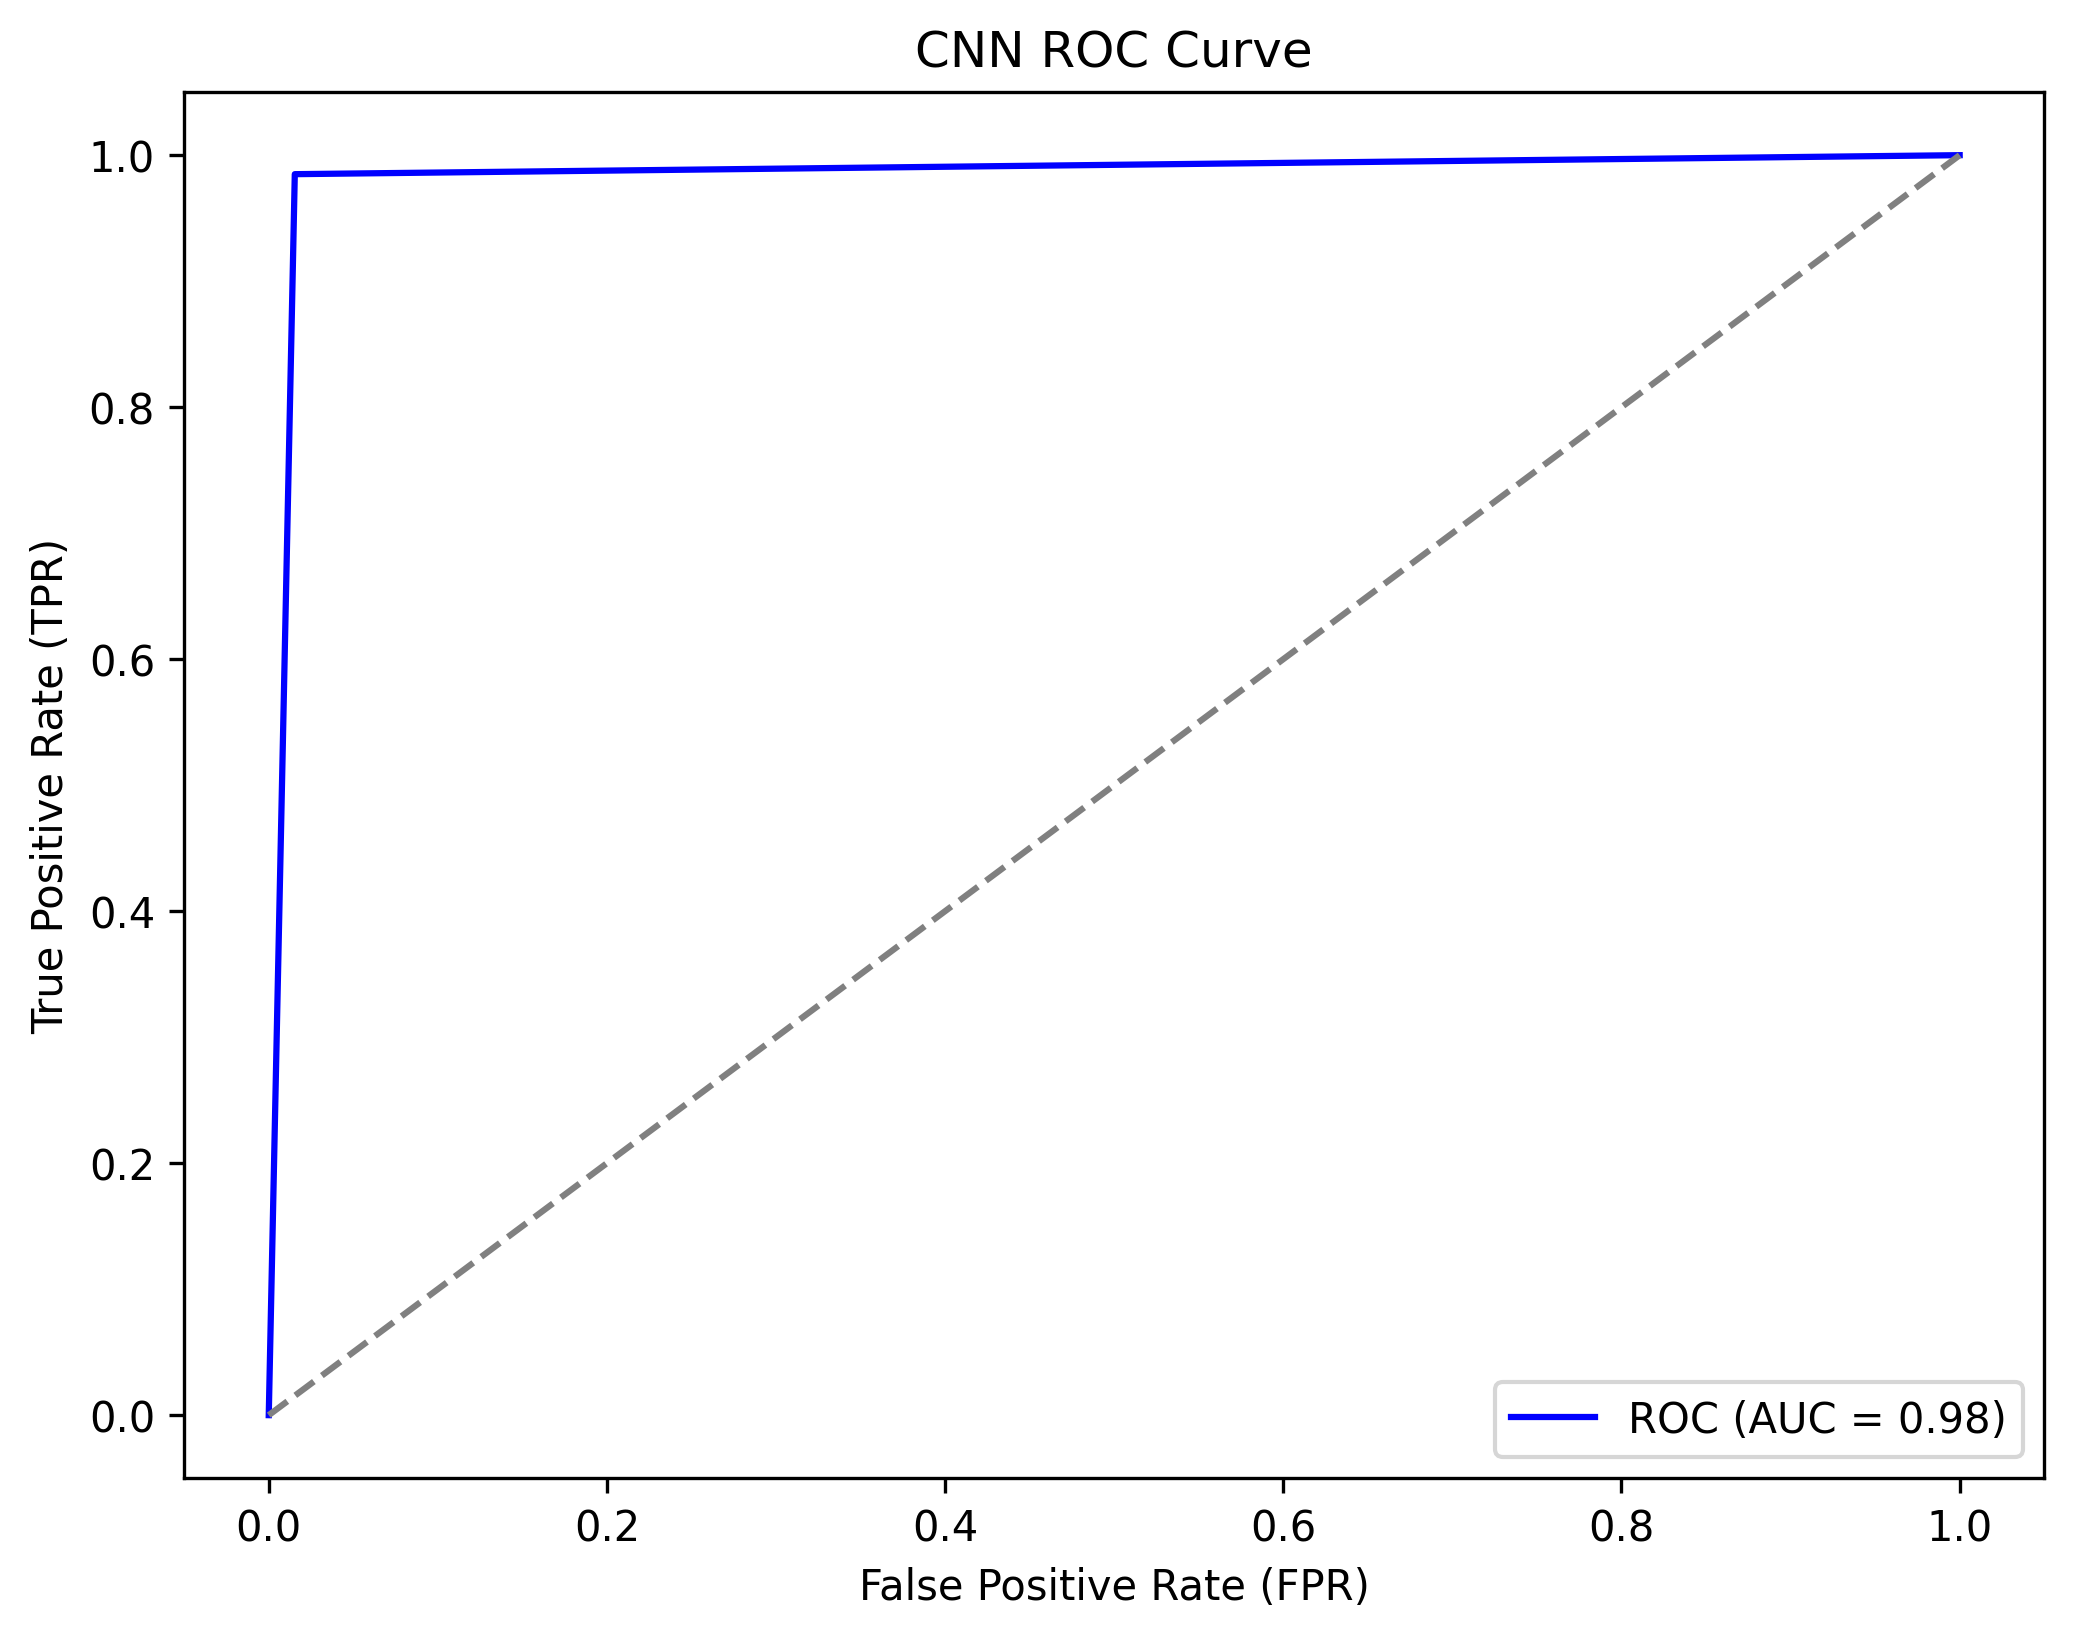 CNN ROC Curve
True Positive Rate (TPR)
1.0
0.8
0.6
0.4
0.2
0.0
ROC (AUC = 0.98)
0.0 0.2 0.4 0.6 0.8 1.0
False Positive Rate (FPR)